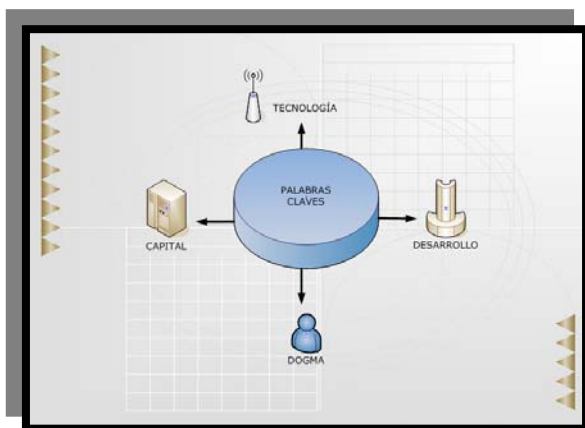 TECNOLOGÍA
PALABRAS
CLAVES
CAPITAL
DESARROLLO
DOGMA